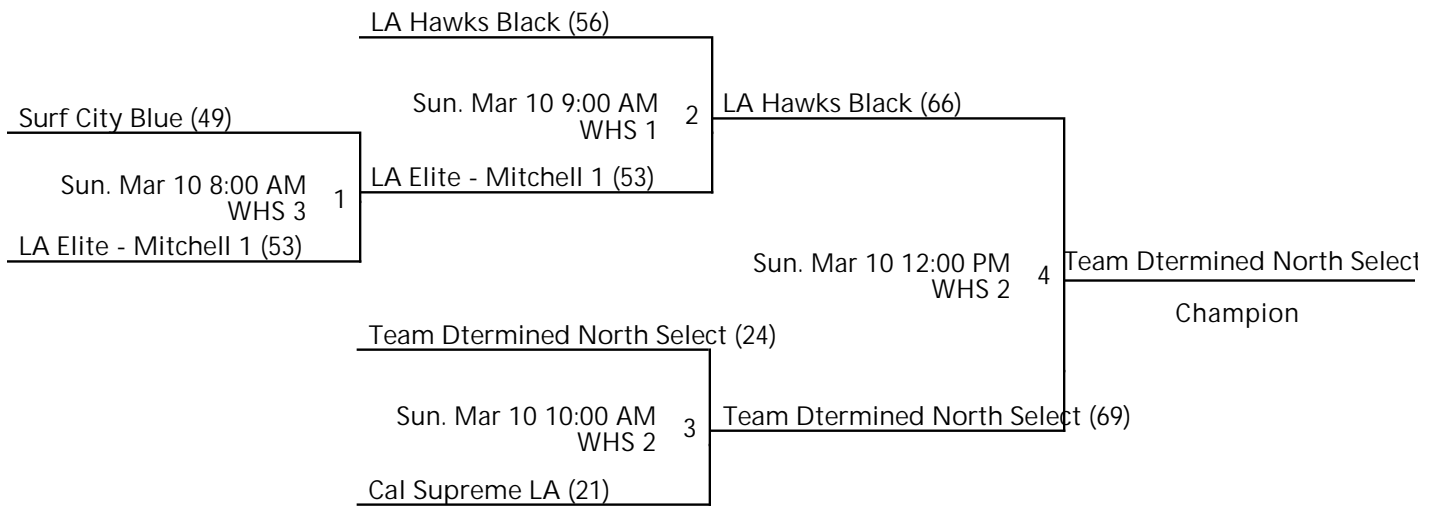 LA Hawks Black (56)
Sun. Mar 10 9:00 AM
WHS 1
2
LA Hawks Black (66)
Surf City Blue (49)
Sun. Mar 10 8:00 AM
WHS 3
1
LA Elite - Mitchell 1 (53)
LA Elite - Mitchell 1 (53)
Sun. Mar 10 12:00 PM
WHS 2
4
Team Dtermined North Select
Champion
Team Dtermined North Select (24)
Sun. Mar 10 10:00 AM
WHS 2
3
Team Dtermined North Select (69)
Cal Supreme LA (21)